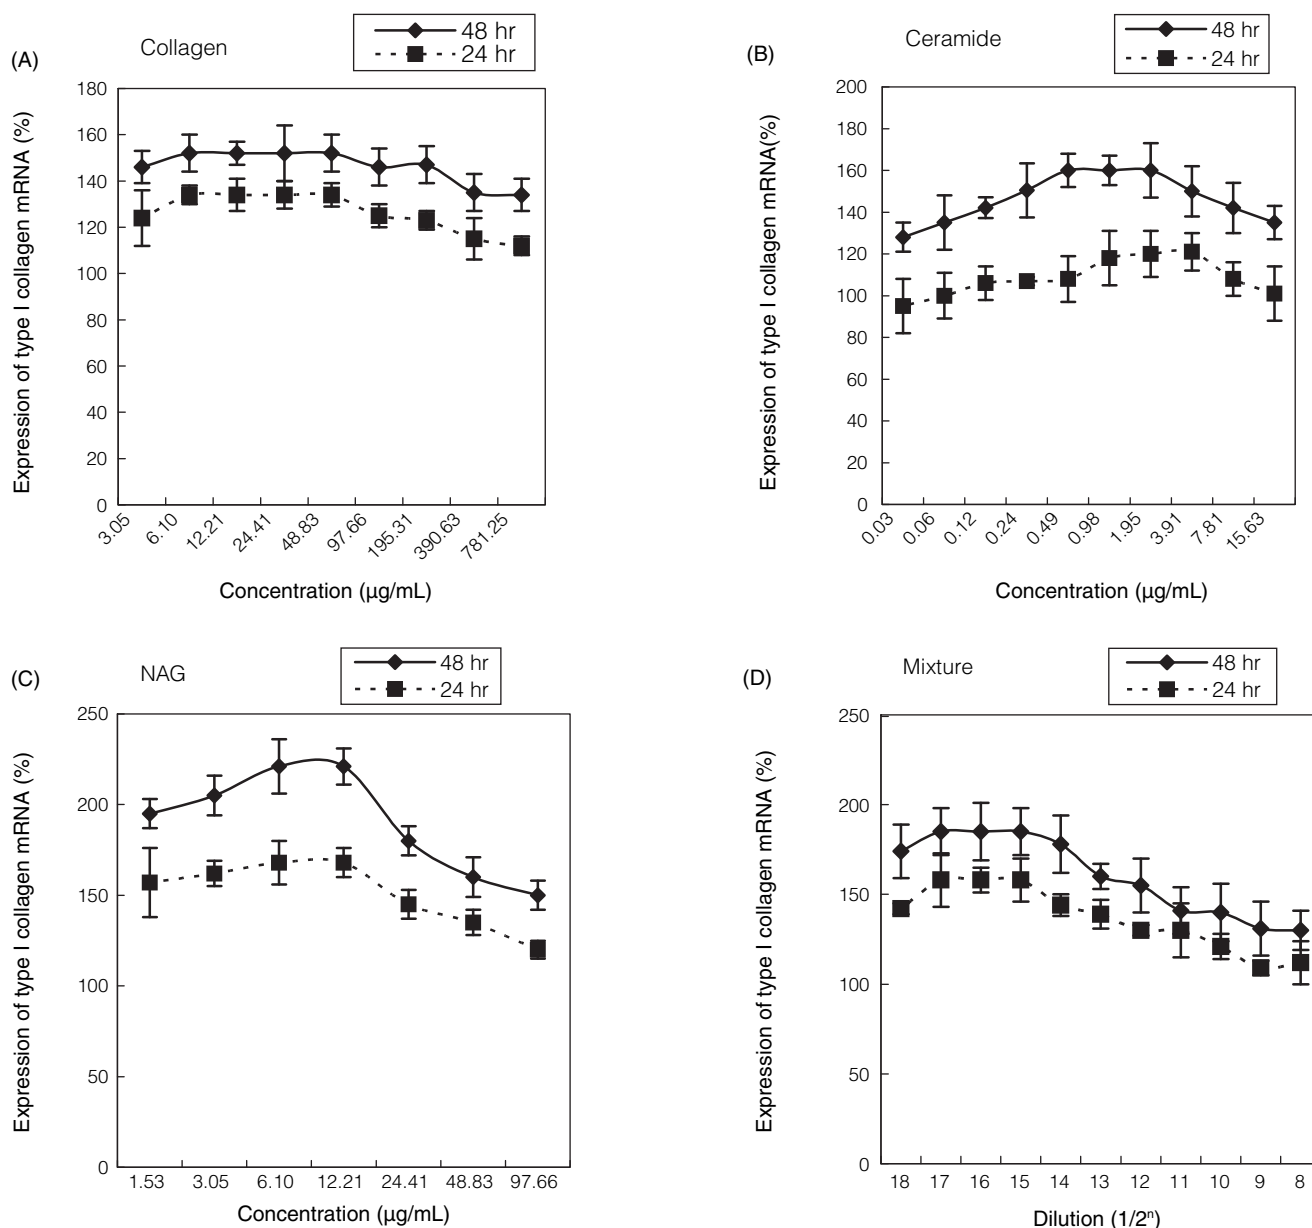 (A)
Collagen
48 hr
24 hr
Expression of type I collagen mRNA (%)
180
160
140
120
100
80
60
40
20
0
3.05
6.10
12.21
24.41
48.83
97.66
195.31
390.63
781.25
Concentration (µg/mL)
(B)
Ceramide
48 hr
24 hr
Expression of type I collagen mRNA(%)
200
180
160
140
120
100
80
60
40
20
0
0.03
0.06
0.12
0.24
0.49
0.98
1.95
3.91
7.81
15.63
Concentration (µg/mL)
(C)
NAG
48 hr
24 hr
Expression of type I collagen mRNA (%)
250
200
150
100
50
0
1.53 3.05 6.10 12.21 24.41 48.83 97.66
Concentration (µg/mL)
(D)
Mixture
48 hr
24 hr
Expression of type I collagen mRNA (%)
250
200
150
100
50
0
18 17 16 15 14 13 12 11 10 9 8
Dilution (1/2ⁿ)